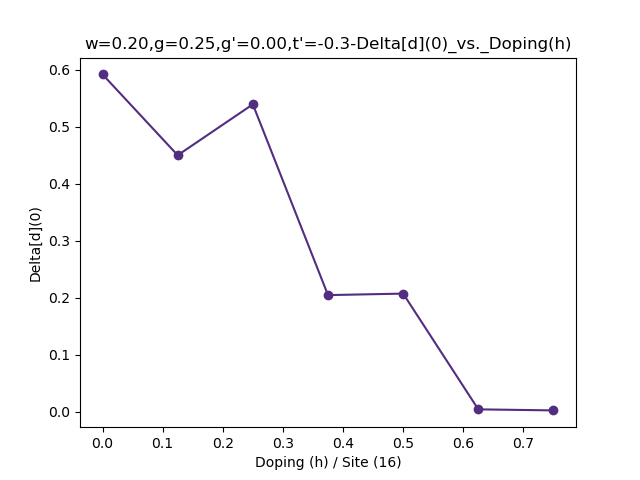 w=0.20,g=0.25,g'=0.00,t'=-0.3-Delta[d](0)_vs._Doping(h)
0.6
0.5
0.4
0.3
0.2
0.1
0.0
Delta[d](0)
0.0 0.1 0.2 0.3 0.4 0.5 0.6 0.7
Doping (h) / Site (16)